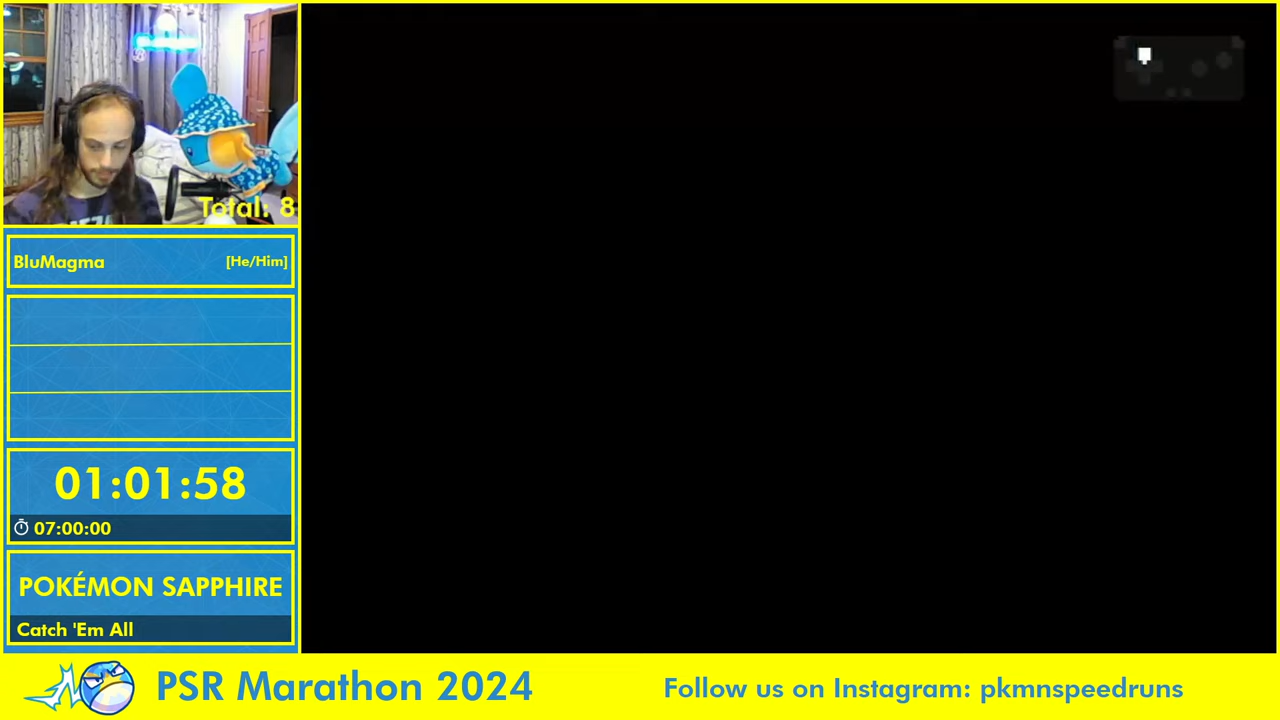 Total: 8
BluMagma [He/Him]
01:01:58
07:00:00
POKÉMON SAPPHIRE
Catch 'Em All
PSR Marathon 2024
Follow us on Instagram: pkmnspeedruns